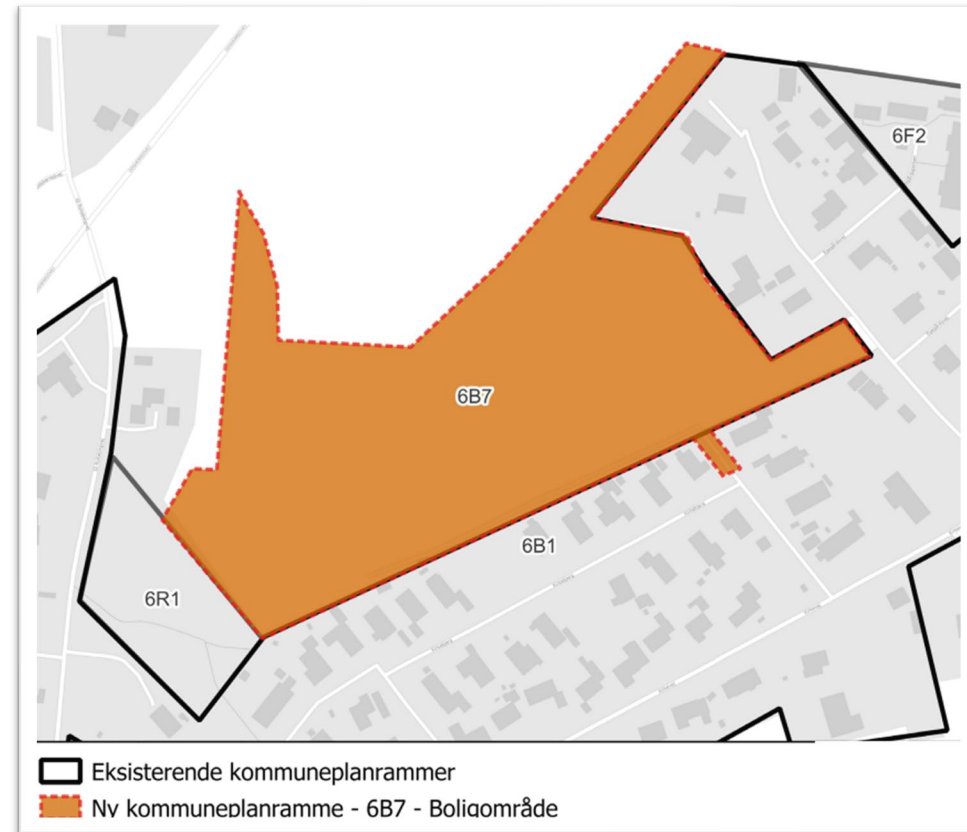 6F2
6B7
6B1
6R1
Eksisterende kommuneplanrammer
Ny kommuneplanramme - 6B7 - Boligområde